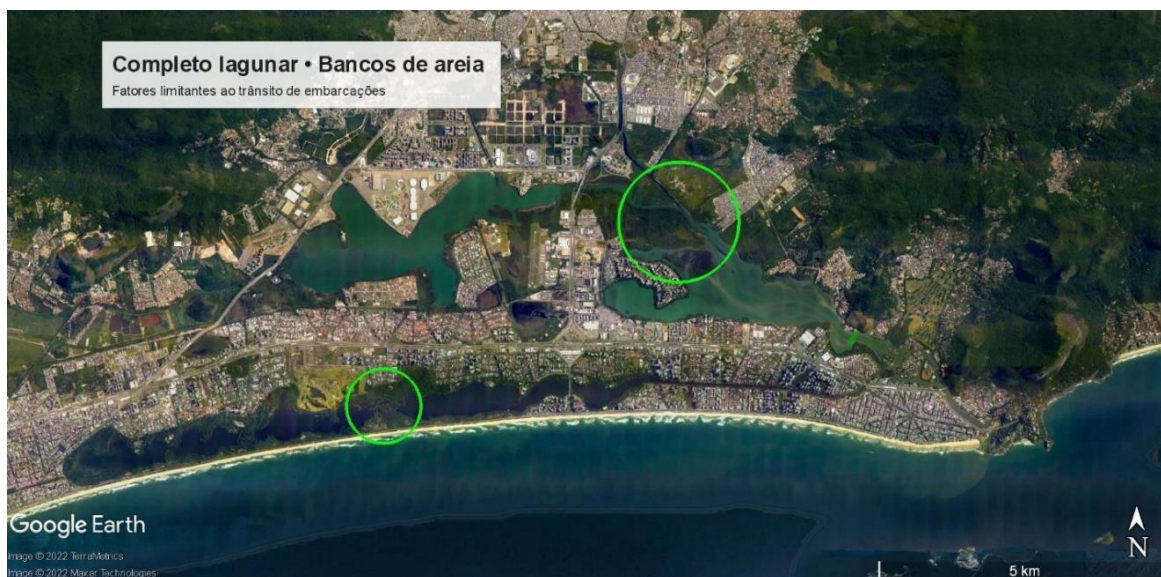 Completo lagunar • Bancos de areia
Fatores limitantes ao trânsito de embarcações
Google Earth
Image © 2022 TerraMetrics
Image © 2022 Maxar Technologies
N
5 km